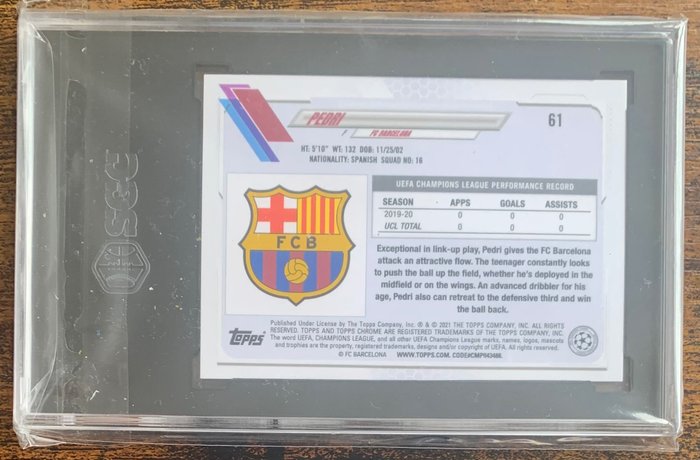 SGC
PEDRI
61
F FC BARCELONA
HT: 5'10" WT: 132 DOB: 11/25/02
NATIONALITY: SPANISH SQUAD NO: 16
UEFA CHAMPIONS LEAGUE PERFORMANCE RECORD
SEASON APPS GOALS ASSISTS
2019-20 0 0 0
UCL TOTAL 0 0 0
FCB
Exceptional in link-up play, Pedri gives the FC Barcelona
attack an attractive flow. The teenager constantly looks
to push the ball up the field, whether he's deployed in the
midfield or on the wings. An advanced dribbler for his
age, Pedri also can retreat to the defensive third and win
the ball back.
Topps
Published Under License by The Topps Company, Inc. ® & © 2021 THE TOPPS COMPANY, INC. ALL RIGHTS
RESERVED. TOPPS AND TOPPS CHROME ARE REGISTERED TRADEMARKS OF THE TOPPS COMPANY, INC.
The word UEFA, CHAMPIONS LEAGUE, and all other UEFA Champions League marks, names, logos, mascots
and trophies are the property, registered trademarks, designs and/or copyright of UEFA. All rights reserved.
© FC BARCELONA WWW.TOPPS.COM. CODE#CMP943486.